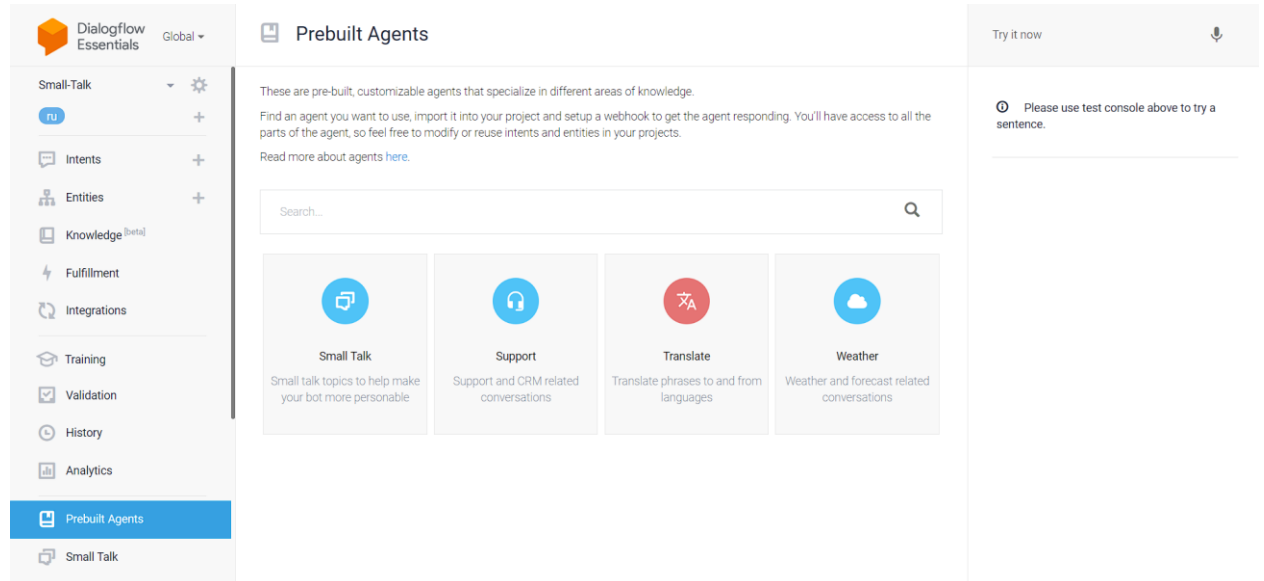 Dialogflow
Essentials
Global
Prebuilt Agents
Try it now
Small-Talk
ru
Intents
Entities
Knowledge [beta]
Fulfillment
Integrations
Training
Validation
History
Analytics
Prebuilt Agents
Small Talk
These are pre-built, customizable agents that specialize in different areas of knowledge.
Find an agent you want to use, import it into your project and setup a webhook to get the agent responding. You'll have access to all the
parts of the agent, so feel free to modify or reuse intents and entities in your projects.
Read more about agents here.
Search...
Small Talk
Small talk topics to help make
your bot more personable
Support
Support and CRM related
conversations
Translate
Translate phrases to and from
languages
Weather
Weather and forecast related
conversations
Please use test console above to try a
sentence.